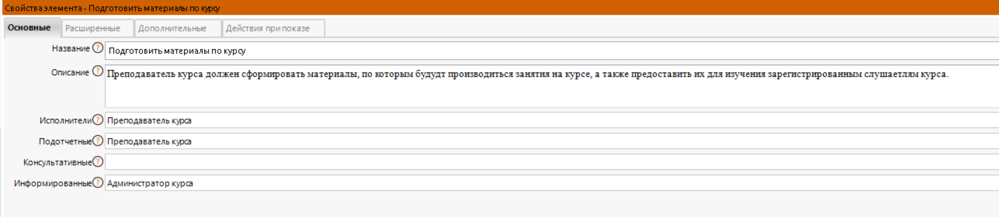 Свойства элемента - Подготовить материалы по курсу
Основные Расширенные Дополнительные Действия при показе
Название ? Подготовить материалы по курсу
Описание ? Преподаватель курса должен сформировать материалы, по которым будудт производиться занятия на курсе, а также предоставить их для изучения зарегистрированным слушаетлям курса.
Исполнители ? Преподаватель курса
Подотчетные ? Преподаватель курса
Консультативные ?
Информированные ? Администратор курса